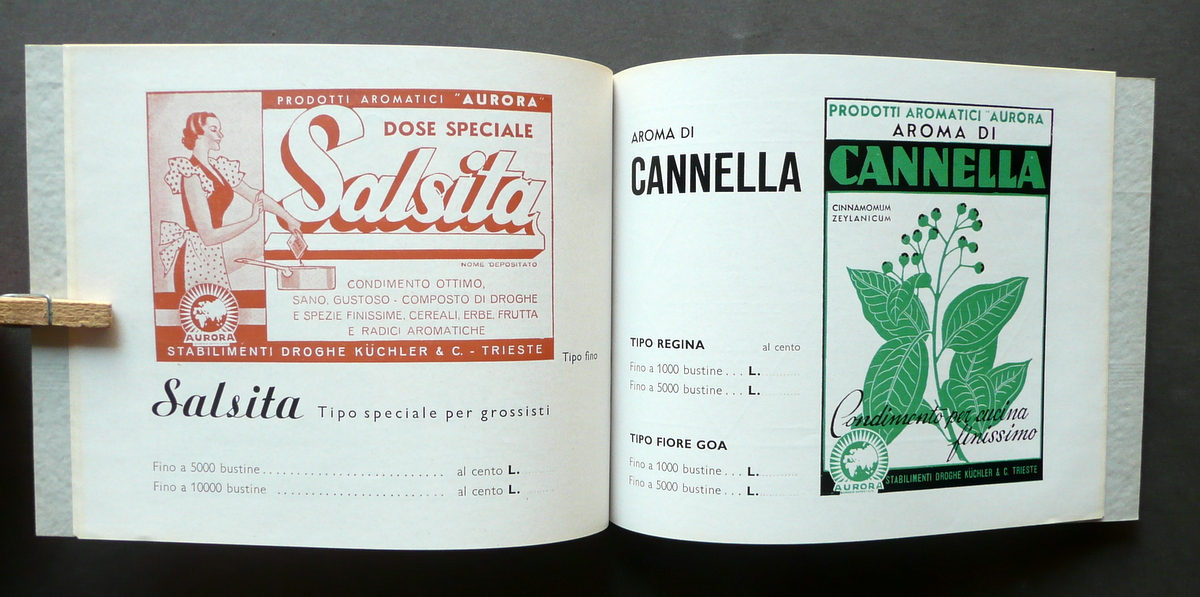 PRODOTTI AROMATICI "AURORA"
DOSE SPECIALE
Salsita
NOME DEPOSITATO
CONDIMENTO OTTIMO,
SANO, GUSTOSO - COMPOSTO DI DROGHE
E SPEZIE FINISSIME, CEREALI, ERBE, FRUTTA
E RADICI AROMATICHE
AURORA
STABILIMENTI DROGHE KÜCHLER & C. - TRIESTE
Tipo fino
Salsita Tipo speciale per grossisti
Fino a 5000 bustine al cento L.
Fino a 10000 bustine al cento L.
AROMA DI
CANNELLA
TIPO REGINA al cento
Fino a 1000 bustine... L.
Fino a 5000 bustine... L.
TIPO FIORE GOA
Fino a 1000 bustine... L.
Fino a 5000 bustine... L.
PRODOTTI AROMATICI "AURORA
AROMA DI
CANNELLA
CINNAMOMUM
ZEYLANICUM
Condimento per cucina
finissimo
AURORA
STABILIMENTI DROGHE KÜCHLER & C. TRIESTE